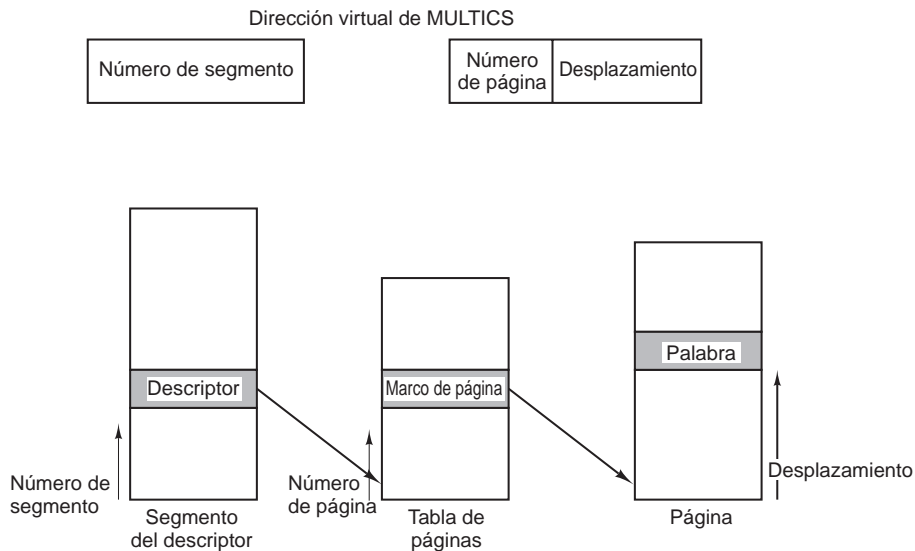 Dirección virtual de MULTICS
Número de segmento
Número
de página
Desplazamiento
Descriptor
Marco de página
Palabra
Número de
segmento
Número
de página
Desplazamiento
Segmento
del descriptor
Tabla de
páginas
Página